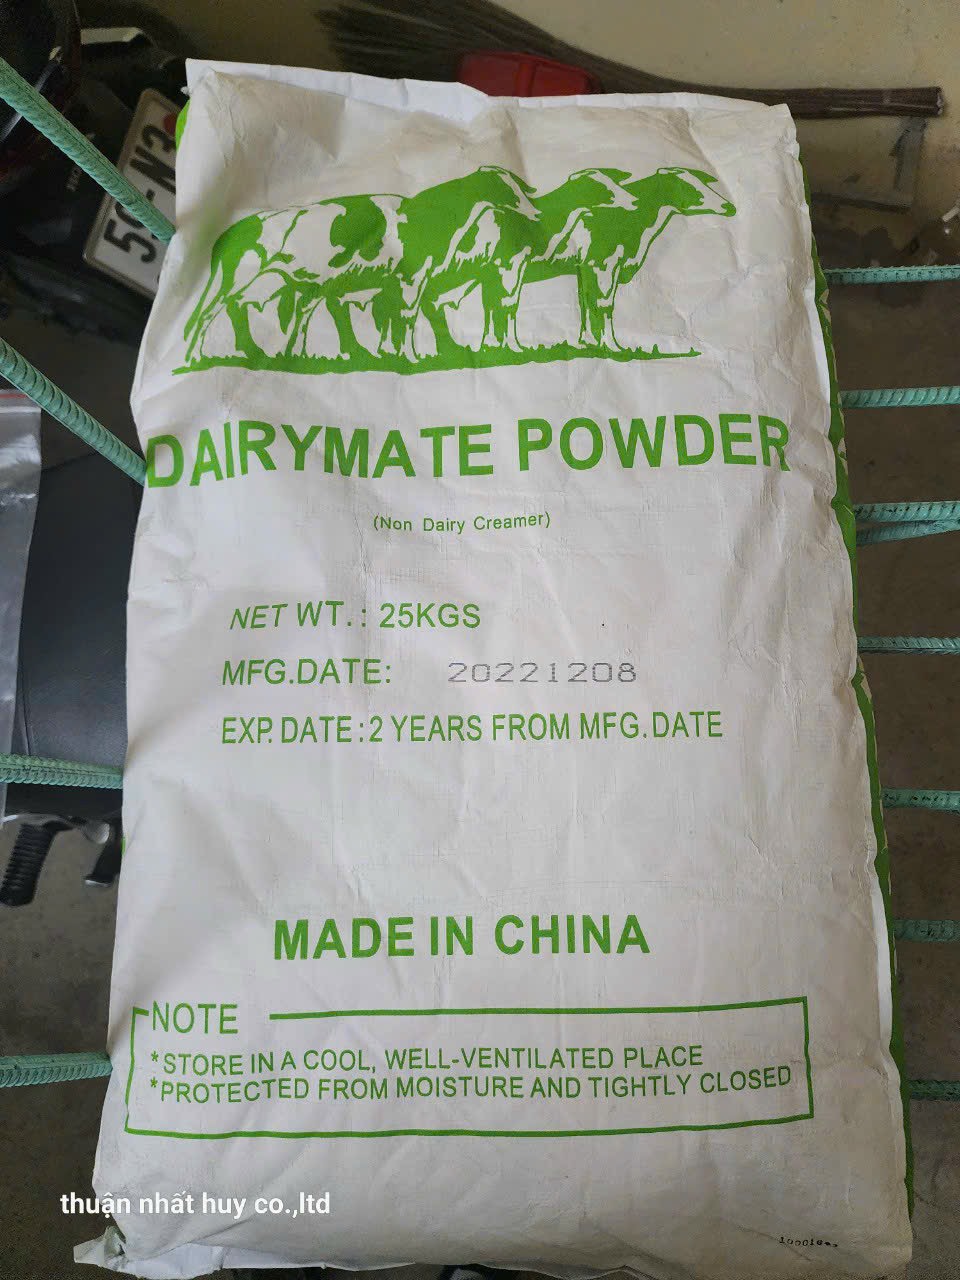 DAIRYMATE POWDER
(Non Dairy Creamer)
NET WT.: 25KGS
MFG.DATE: 20221208
EXP. DATE: 2 YEARS FROM MFG. DATE
MADE IN CHINA
NOTE
*STORE IN A COOL, WELL-VENTILATED PLACE
*PROTECTED FROM MOISTURE AND TIGHTLY CLOSED
thuận nhất huy co.,ltd